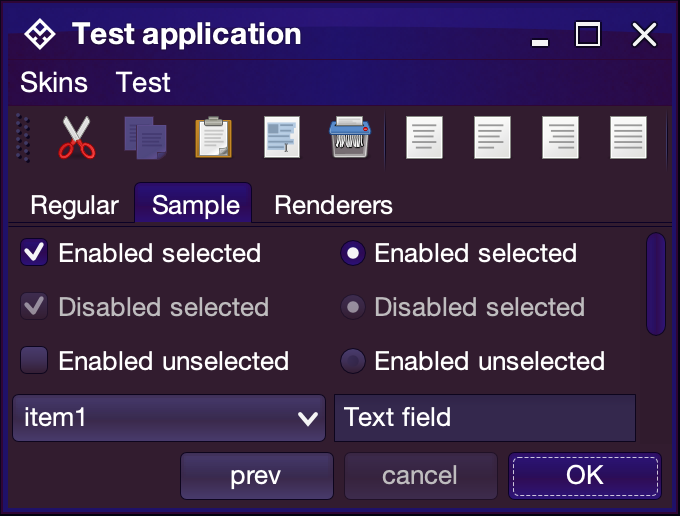 Test application
Skins Test
Regular Sample Renderers
Enabled selected Enabled selected
Disabled selected Disabled selected
Enabled unselected Enabled unselected
item1 Text field
prev cancel OK